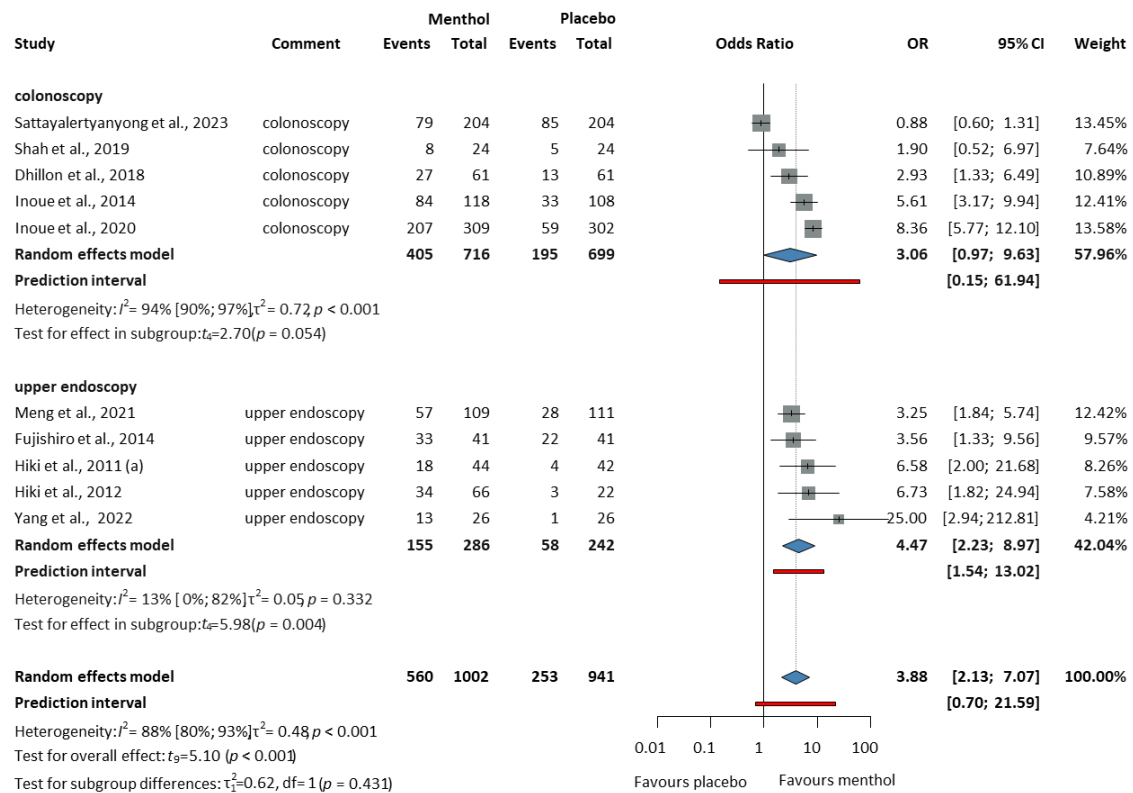 Menthol Placebo
Study Comment Events Total Events Total Odds Ratio OR 95% CI Weight
colonoscopy
Sattayalertyanyong et al., 2023 colonoscopy 79 204 85 204 0.88 [0.60; 1.31] 13.45%
Shah et al., 2019 colonoscopy 8 24 5 24 1.90 [0.52; 6.97] 7.64%
Dhillon et al., 2018 colonoscopy 27 61 13 61 2.93 [1.33; 6.49] 10.89%
Inoue et al., 2014 colonoscopy 84 118 33 108 5.61 [3.17; 9.94] 12.41%
Inoue et al., 2020 colonoscopy 207 309 59 302 8.36 [5.77; 12.10] 13.58%
Random effects model 405 716 195 699 3.06 [0.97; 9.63] 57.96%
Prediction interval [0.15; 61.94]
Heterogeneity: I² = 94% [90%; 97%], τ² = 0.72, p < 0.001
Test for effect in subgroup: t₄=2.70(p = 0.054)
upper endoscopy
Meng et al., 2021 upper endoscopy 57 109 28 111 3.25 [1.84; 5.74] 12.42%
Fujishiro et al., 2014 upper endoscopy 33 41 22 41 3.56 [1.33; 9.56] 9.57%
Hiki et al., 2011 (a) upper endoscopy 18 44 4 42 6.58 [2.00; 21.68] 8.26%
Hiki et al., 2012 upper endoscopy 34 66 3 22 6.73 [1.82; 24.94] 7.58%
Yang et al., 2022 upper endoscopy 13 26 1 26 25.00 [2.94; 212.81] 4.21%
Random effects model 155 286 58 242 4.47 [2.23; 8.97] 42.04%
Prediction interval [1.54; 13.02]
Heterogeneity: I² = 13% [ 0%; 82%], τ² = 0.05, p = 0.332
Test for effect in subgroup: t₄=5.98(p = 0.004)
Random effects model 560 1002 253 941 3.88 [2.13; 7.07] 100.00%
Prediction interval [0.70; 21.59]
Heterogeneity: I² = 88% [80%; 93%], τ² = 0.48, p < 0.001
Test for overall effect: t₉=5.10 (p < 0.001)
0.01 0.1 1 10 100
Test for subgroup differences: τ₁²=0.62, df= 1 (p = 0.431)
Favours placebo Favours menthol